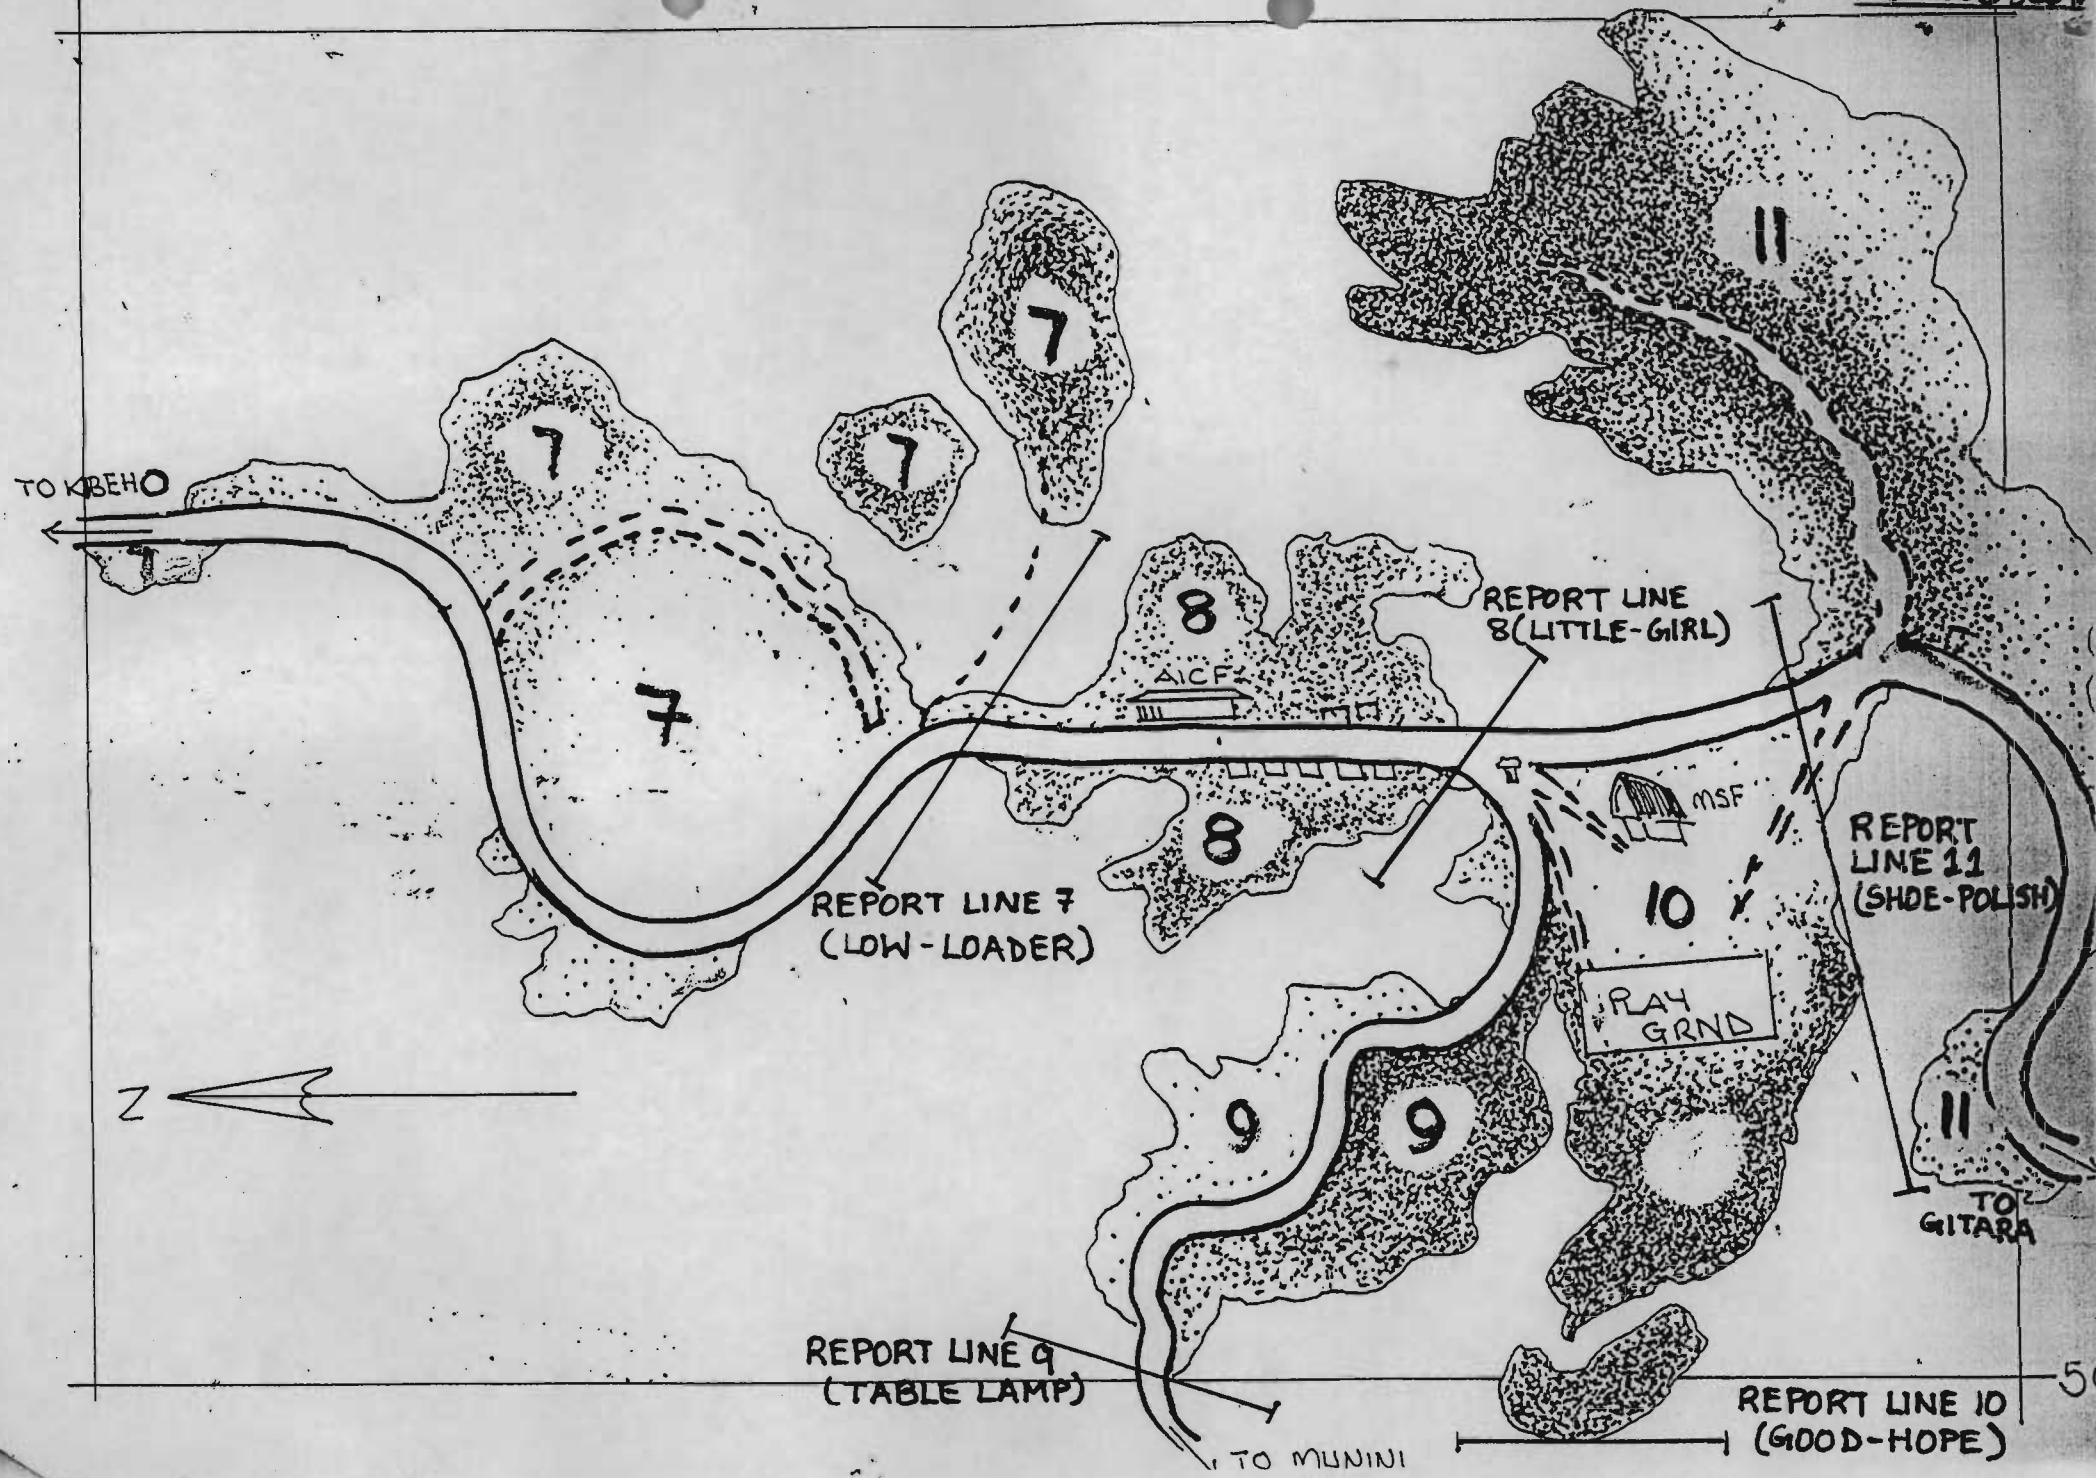 11
7
7
7
TO KIBEHO
7
8
AICF
REPORT LINE
8(LITTLE-GIRL)
7
MSF
8
10
REPORT
LINE 11
(SHOE-POLISH)
REPORT LINE 7
(LOW-LOADER)
PLAY
GRND
N
9
9
11
TO
GITARA
REPORT LINE 9
(TABLE LAMP)
REPORT LINE 10
(GOOD-HOPE)
TO MUNINI